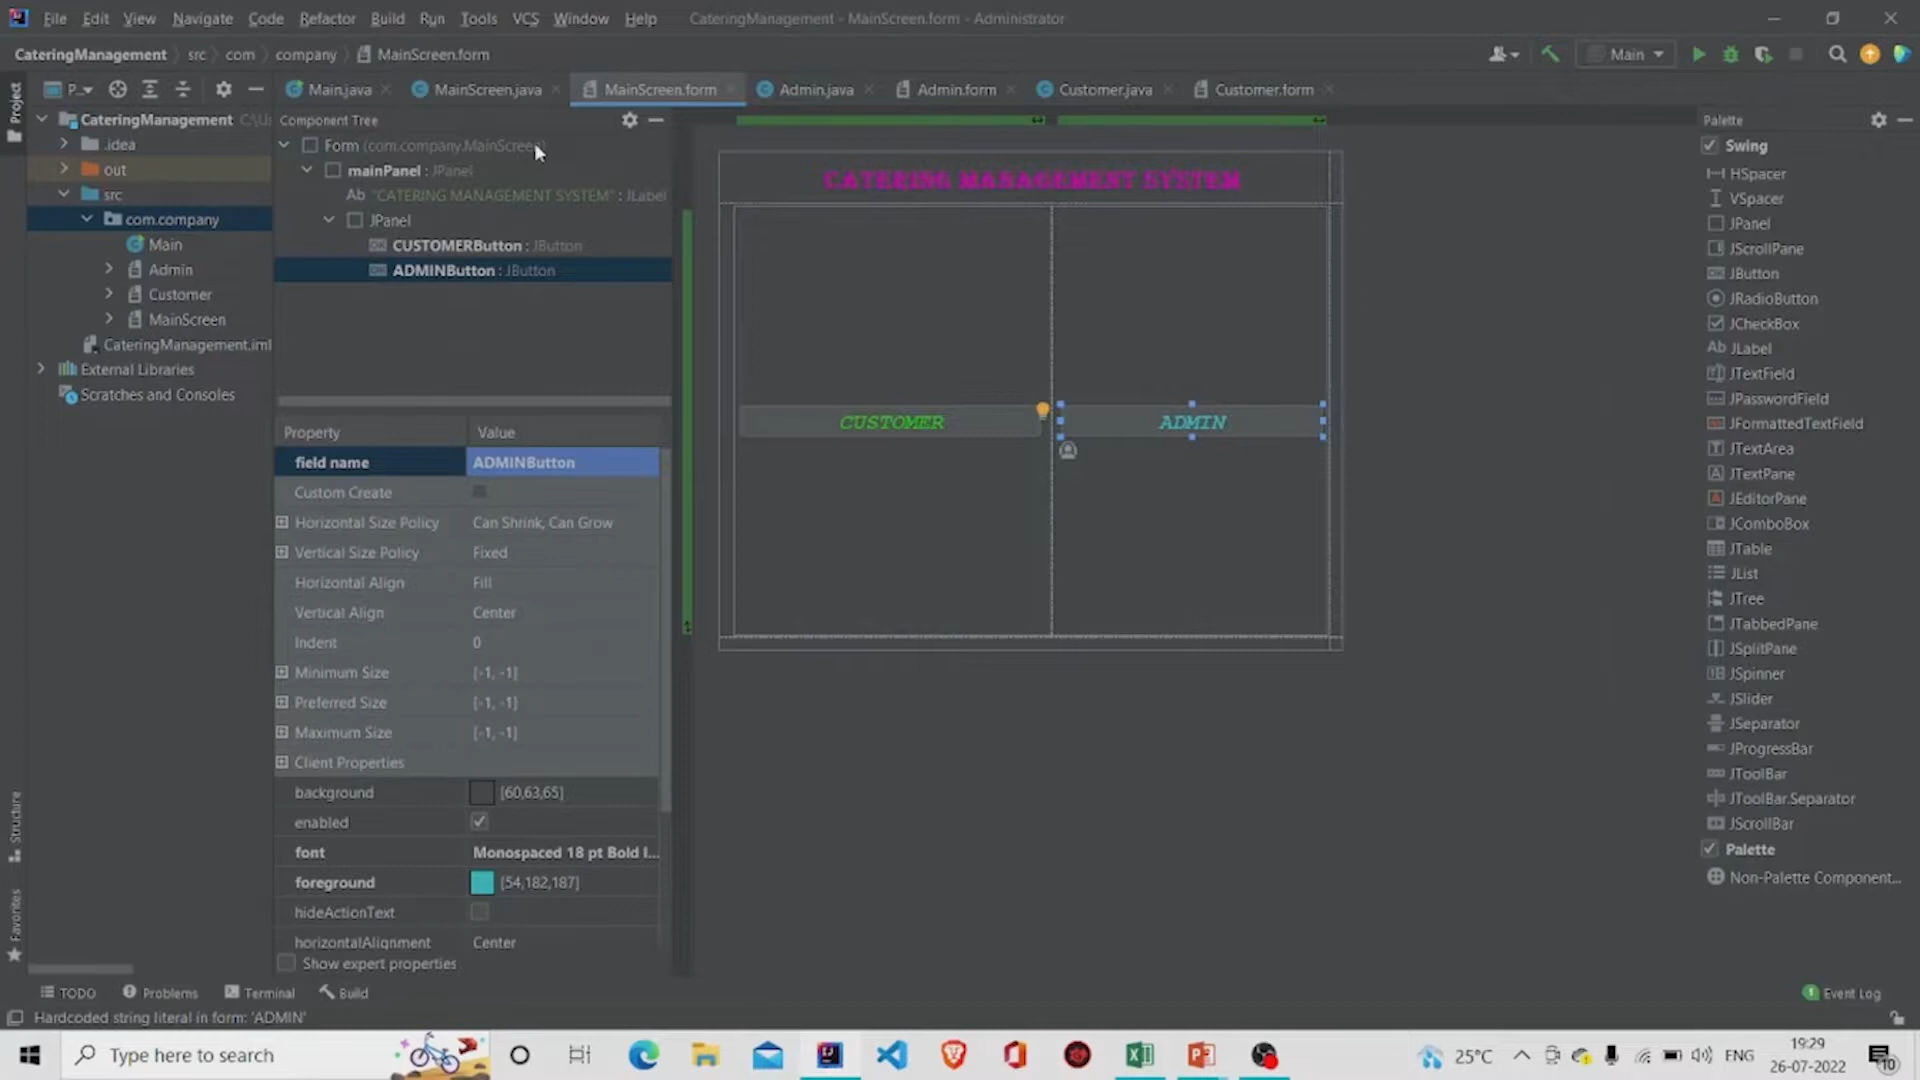 File Edit View Navigate Code Refactor Build Run Tools VCS Window Help CateringManagement - MainScreen.form - Administrator
CateringManagement src com company MainScreen.form Main
P... Main.java MainScreen.java MainScreen.form Admin.java Admin.form Customer.java Customer.form
Project
CateringManagement C:\Us
.idea
out
src
com.company
Main
Admin
Customer
MainScreen
CateringManagement.iml
External Libraries
Scratches and Consoles
Structure
Favorites
Component Tree
Form (com.company.MainScreen)
mainPanel : JPanel
Ab "CATERING MANAGEMENT SYSTEM" : JLabel
JPanel
CUSTOMERButton : JButton
ADMINButton : JButton
Property Value
field name ADMINButton
Custom Create
Horizontal Size Policy Can Shrink, Can Grow
Vertical Size Policy Fixed
Horizontal Align Fill
Vertical Align Center
Indent 0
Minimum Size [-1, -1]
Preferred Size [-1, -1]
Maximum Size [-1, -1]
Client Properties
background [60,63,65]
enabled
font Monospaced 18 pt Bold I...
foreground [54,182,187]
hideActionText
horizontalAlignment Center
Show expert properties
CATERING MANAGEMENT SYSTEM
CUSTOMER ADMIN
Palette
Swing
HSpacer
VSpacer
JPanel
JScrollPane
JButton
JRadioButton
JCheckBox
Ab JLabel
JTextField
JPasswordField
JFormattedTextField
JTextArea
JTextPane
JEditorPane
JComboBox
JTable
JList
JTree
JTabbedPane
JSplitPane
JSpinner
JSlider
JSeparator
JProgressBar
JToolBar
JToolBar.Separator
JScrollBar
Palette
Non-Palette Component...
TODO Problems Terminal Build 1 Event Log
Hardcoded string literal in form: 'ADMIN'
Type here to search 25°C ENG 19:29
26-07-2022 10